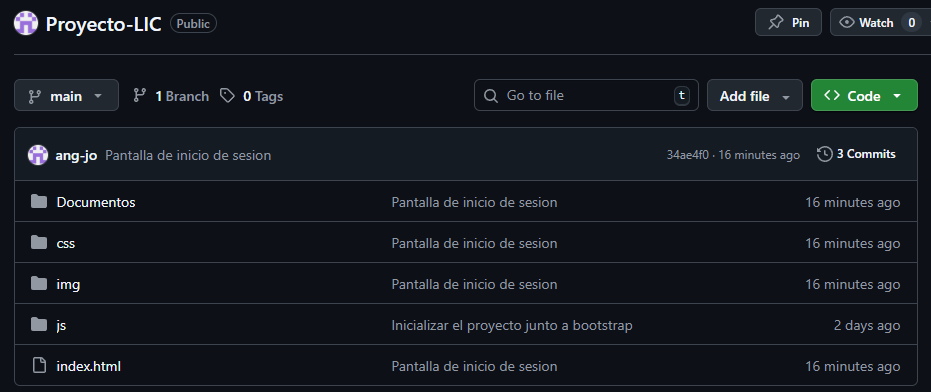 Proyecto-LIC Public Pin Watch 0
main 1 Branch 0 Tags Go to file t Add file Code
ang-jo Pantalla de inicio de sesion 34ae4f0 · 16 minutes ago 3 Commits
Documentos Pantalla de inicio de sesion 16 minutes ago
css Pantalla de inicio de sesion 16 minutes ago
img Pantalla de inicio de sesion 16 minutes ago
js Inicializar el proyecto junto a bootstrap 2 days ago
index.html Pantalla de inicio de sesion 16 minutes ago